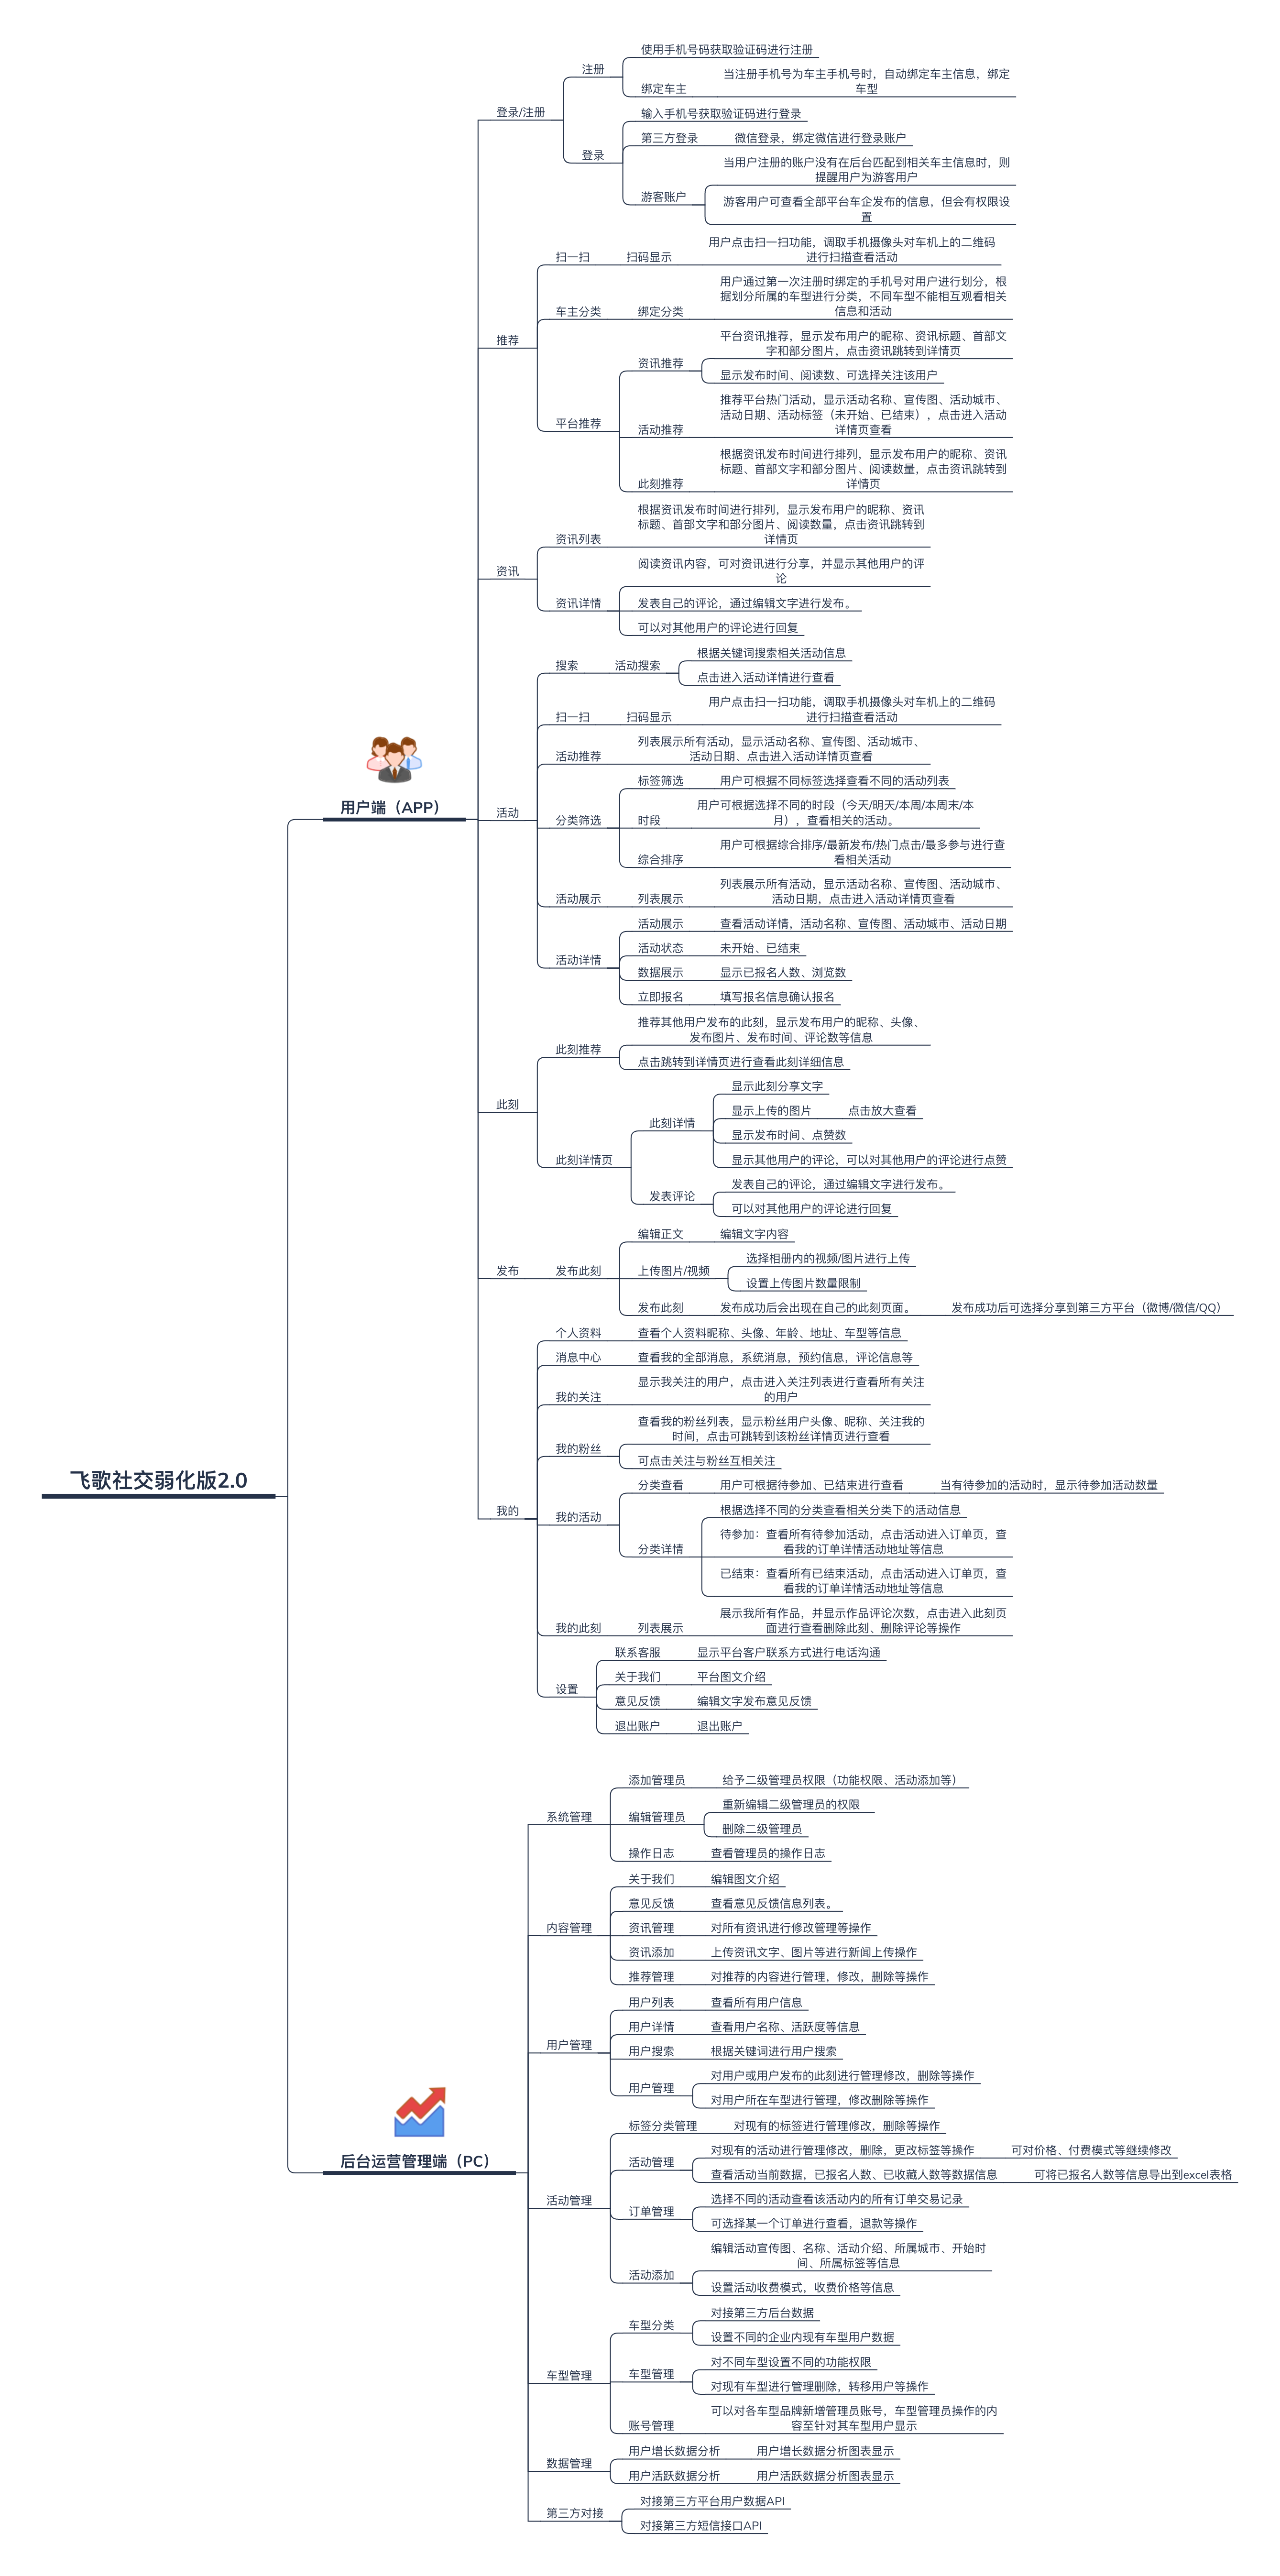 飞歌社交弱化版2.0
用户端（APP）
登录/注册
注册
使用手机号码获取验证码进行注册
绑定车主
当注册手机号为车主手机号时，自动绑定车主信息，绑定
车型
登录
输入手机号获取验证码进行登录
第三方登录
微信登录，绑定微信进行登录账户
游客账户
当用户注册的账户没有在后台匹配到相关车主信息时，则
提醒用户为游客用户
游客用户可查看全部平台车企发布的信息，但会有权限设
置
推荐
扫一扫
扫码显示
用户点击扫一扫功能，调取手机摄像头对车机上的二维码
进行扫描查看活动
车主分类
绑定分类
用户通过第一次注册时绑定的手机号对用户进行划分，根
据划分所属的车型进行分类，不同车型不能相互观看相关
信息和活动
平台推荐
资讯推荐
平台资讯推荐，显示发布用户的昵称、资讯标题、首部文
字和部分图片，点击资讯跳转到详情页
显示发布时间、阅读数、可选择关注该用户
活动推荐
推荐平台热门活动，显示活动名称、宣传图、活动城市、
活动日期、活动标签（未开始、已结束），点击进入活动
详情页查看
此刻推荐
根据资讯发布时间进行排列，显示发布用户的昵称、资讯
标题、首部文字和部分图片、阅读数量，点击资讯跳转到
详情页
资讯
资讯列表
根据资讯发布时间进行排列，显示发布用户的昵称、资讯
标题、首部文字和部分图片、阅读数量，点击资讯跳转到
详情页
资讯详情
阅读资讯内容，可对资讯进行分享，并显示其他用户的评
论
发表自己的评论，通过编辑文字进行发布。
可以对其他用户的评论进行回复
活动
搜索
活动搜索
根据关键词搜索相关活动信息
点击进入活动详情进行查看
扫一扫
扫码显示
用户点击扫一扫功能，调取手机摄像头对车机上的二维码
进行扫描查看活动
活动推荐
列表展示所有活动，显示活动名称、宣传图、活动城市、
活动日期、点击进入活动详情页查看
分类筛选
标签筛选
用户可根据不同标签选择查看不同的活动列表
时段
用户可根据选择不同的时段（今天/明天/本周/本周末/本
月），查看相关的活动。
综合排序
用户可根据综合排序/最新发布/热门点击/最多参与进行查
看相关活动
活动展示
列表展示
列表展示所有活动，显示活动名称、宣传图、活动城市、
活动日期，点击进入活动详情页查看
活动详情
活动展示
查看活动详情，活动名称、宣传图、活动城市、活动日期
活动状态
未开始、已结束
数据展示
显示已报名人数、浏览数
立即报名
填写报名信息确认报名
此刻
此刻推荐
推荐其他用户发布的此刻，显示发布用户的昵称、头像、
发布图片、发布时间、评论数等信息
点击跳转到详情页进行查看此刻详细信息
此刻详情页
此刻详情
显示此刻分享文字
显示上传的图片
点击放大查看
显示发布时间、点赞数
显示其他用户的评论，可以对其他用户的评论进行点赞
发表评论
发表自己的评论，通过编辑文字进行发布。
可以对其他用户的评论进行回复
发布
发布此刻
编辑正文
编辑文字内容
上传图片/视频
选择相册内的视频/图片进行上传
设置上传图片数量限制
发布此刻
发布成功后会出现在自己的此刻页面。
发布成功后可选择分享到第三方平台（微博/微信/QQ）
我的
个人资料
查看个人资料昵称、头像、年龄、地址、车型等信息
消息中心
查看我的全部消息，系统消息，预约信息，评论信息等
我的关注
显示我关注的用户，点击进入关注列表进行查看所有关注
的用户
我的粉丝
查看我的粉丝列表，显示粉丝用户头像、昵称、关注我的
时间，点击可跳转到该粉丝详情页进行查看
可点击关注与粉丝互相关注
我的活动
分类查看
用户可根据待参加、已结束进行查看
当有待参加的活动时，显示待参加活动数量
分类详情
根据选择不同的分类查看相关分类下的活动信息
待参加：查看所有待参加活动，点击活动进入订单页，查
看我的订单详情活动地址等信息
已结束：查看所有已结束活动，点击活动进入订单页，查
看我的订单详情活动地址等信息
我的此刻
列表展示
展示我所有作品，并显示作品评论次数，点击进入此刻页
面进行查看删除此刻、删除评论等操作
设置
联系客服
显示平台客户联系方式进行电话沟通
关于我们
平台图文介绍
意见反馈
编辑文字发布意见反馈
退出账户
退出账户
后台运营管理端（PC）
系统管理
添加管理员
给予二级管理员权限（功能权限、活动添加等）
编辑管理员
重新编辑二级管理员的权限
删除二级管理员
操作日志
查看管理员的操作日志
内容管理
关于我们
编辑图文介绍
意见反馈
查看意见反馈信息列表。
资讯管理
对所有资讯进行修改管理等操作
资讯添加
上传资讯文字、图片等进行新闻上传操作
推荐管理
对推荐的内容进行管理，修改，删除等操作
用户管理
用户列表
查看所有用户信息
用户详情
查看用户名称、活跃度等信息
用户搜索
根据关键词进行用户搜索
用户管理
对用户或用户发布的此刻进行管理修改，删除等操作
对用户所在车型进行管理，修改删除等操作
活动管理
标签分类管理
对现有的标签进行管理修改，删除等操作
活动管理
对现有的活动进行管理修改，删除，更改标签等操作
可对价格、付费模式等继续修改
查看活动当前数据，已报名人数、已收藏人数等数据信息
可将已报名人数等信息导出到excel表格
订单管理
选择不同的活动查看该活动内的所有订单交易记录
可选择某一个订单进行查看，退款等操作
活动添加
编辑活动宣传图、名称、活动介绍、所属城市、开始时
间、所属标签等信息
设置活动收费模式，收费价格等信息
车型管理
车型分类
对接第三方后台数据
设置不同的企业内现有车型用户数据
车型管理
对不同车型设置不同的功能权限
对现有车型进行管理删除，转移用户等操作
账号管理
可以对各车型品牌新增管理员账号，车型管理员操作的内
容至针对其车型用户显示
数据管理
用户增长数据分析
用户增长数据分析图表显示
用户活跃数据分析
用户活跃数据分析图表显示
第三方对接
对接第三方平台用户数据API
对接第三方短信接口API